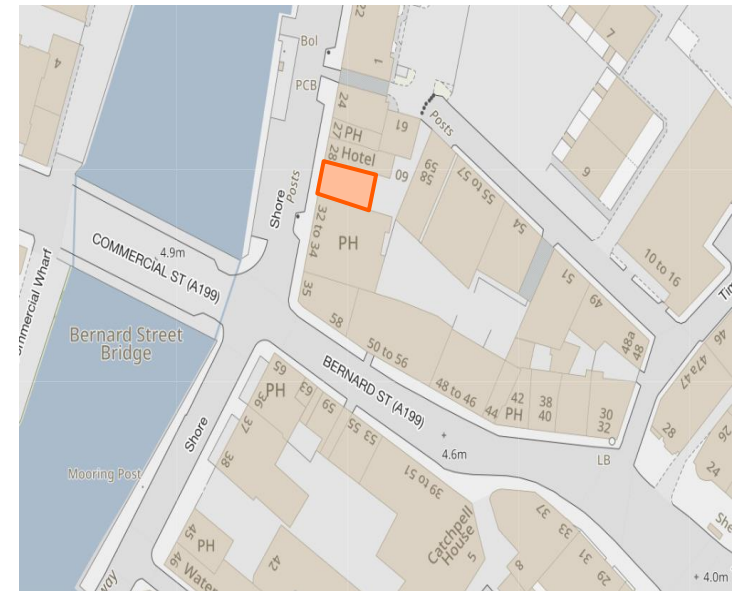 22
7
4
Bol
1
PCB
24
61
Posts
27
PH
28
Hotel
59
58
60
55 to 57
6
Posts
Shore
54
32 to 34
PH
4.9m
COMMERCIAL ST (A199)
10 to 16
51
49
35
58
Bernard Street
Bridge
48a
48
46
47a 47
50 to 56
BERNARD ST (A199)
65
PH
63
36
59
55
53
48 to 46
44
42
PH
38
40
30
32
37
Shore
38
4.6m
28
26
LB
24
Mooring Post
39 to 51
Catchpell
House
5
37
33
31
29
8
45
PH
46
42
4.0m